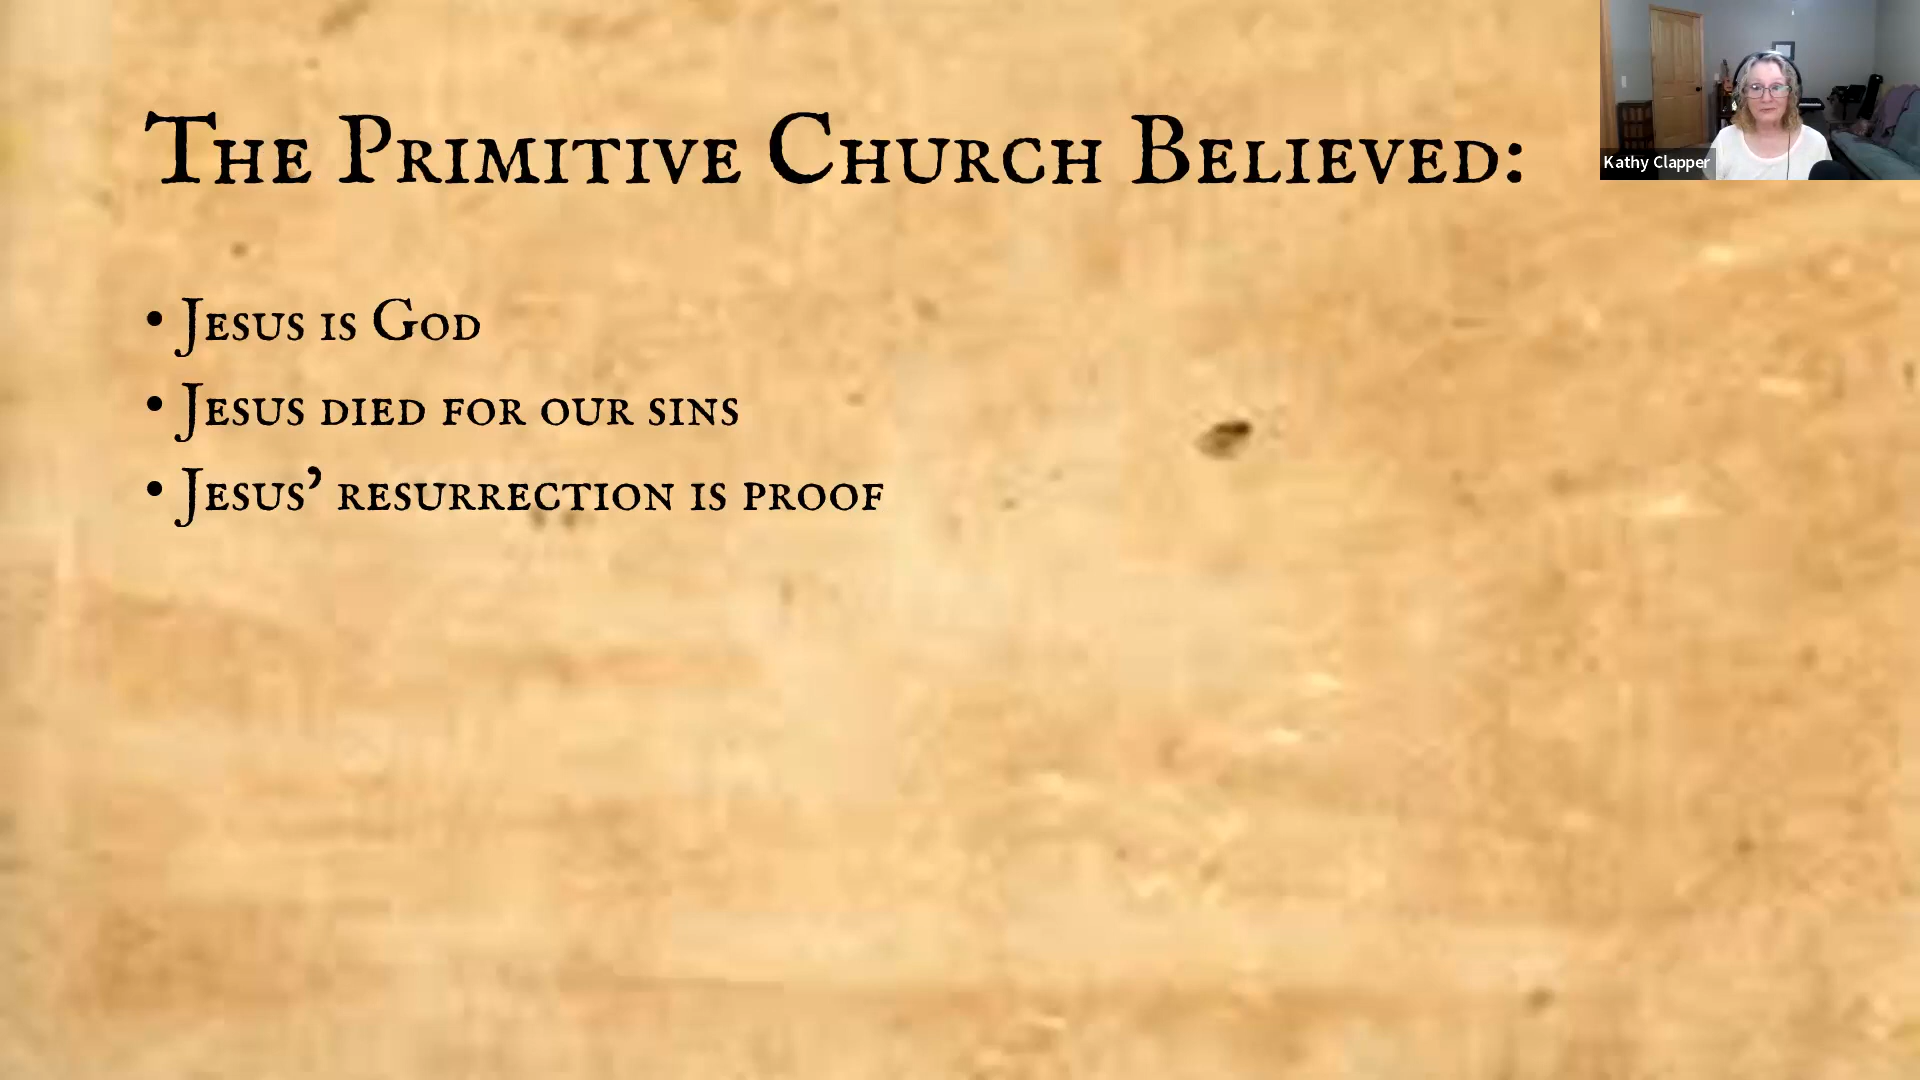 The Primitive Church Believed:
• Jesus is God
• Jesus died for our sins
• Jesus’ resurrection is proof
Kathy Clapper